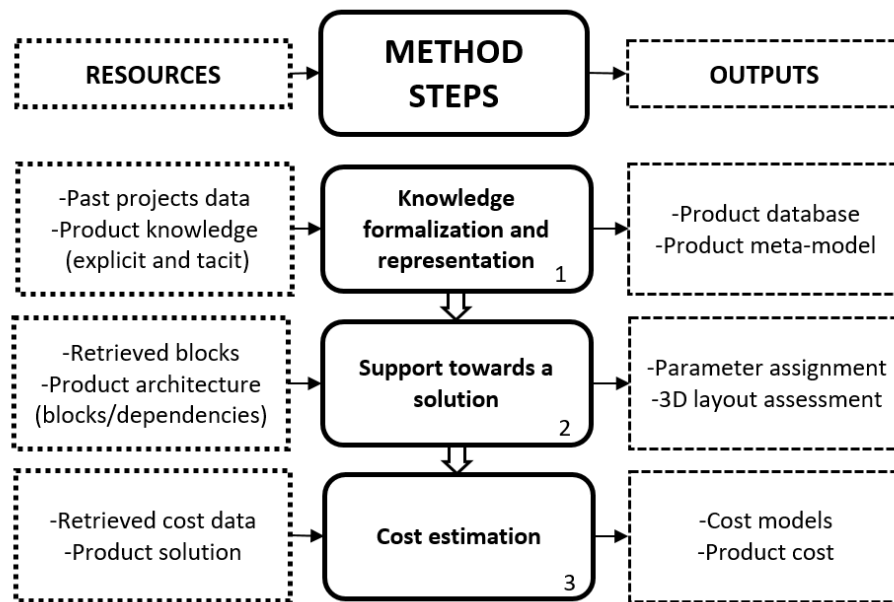 RESOURCES
METHOD
STEPS
OUTPUTS
-Past projects data
-Product knowledge
(explicit and tacit)
Knowledge
formalization and
representation
1
-Product database
-Product meta-model
-Retrieved blocks
-Product architecture
(blocks/dependencies)
Support towards a
solution
2
-Parameter assignment
-3D layout assessment
-Retrieved cost data
-Product solution
Cost estimation
3
-Cost models
-Product cost